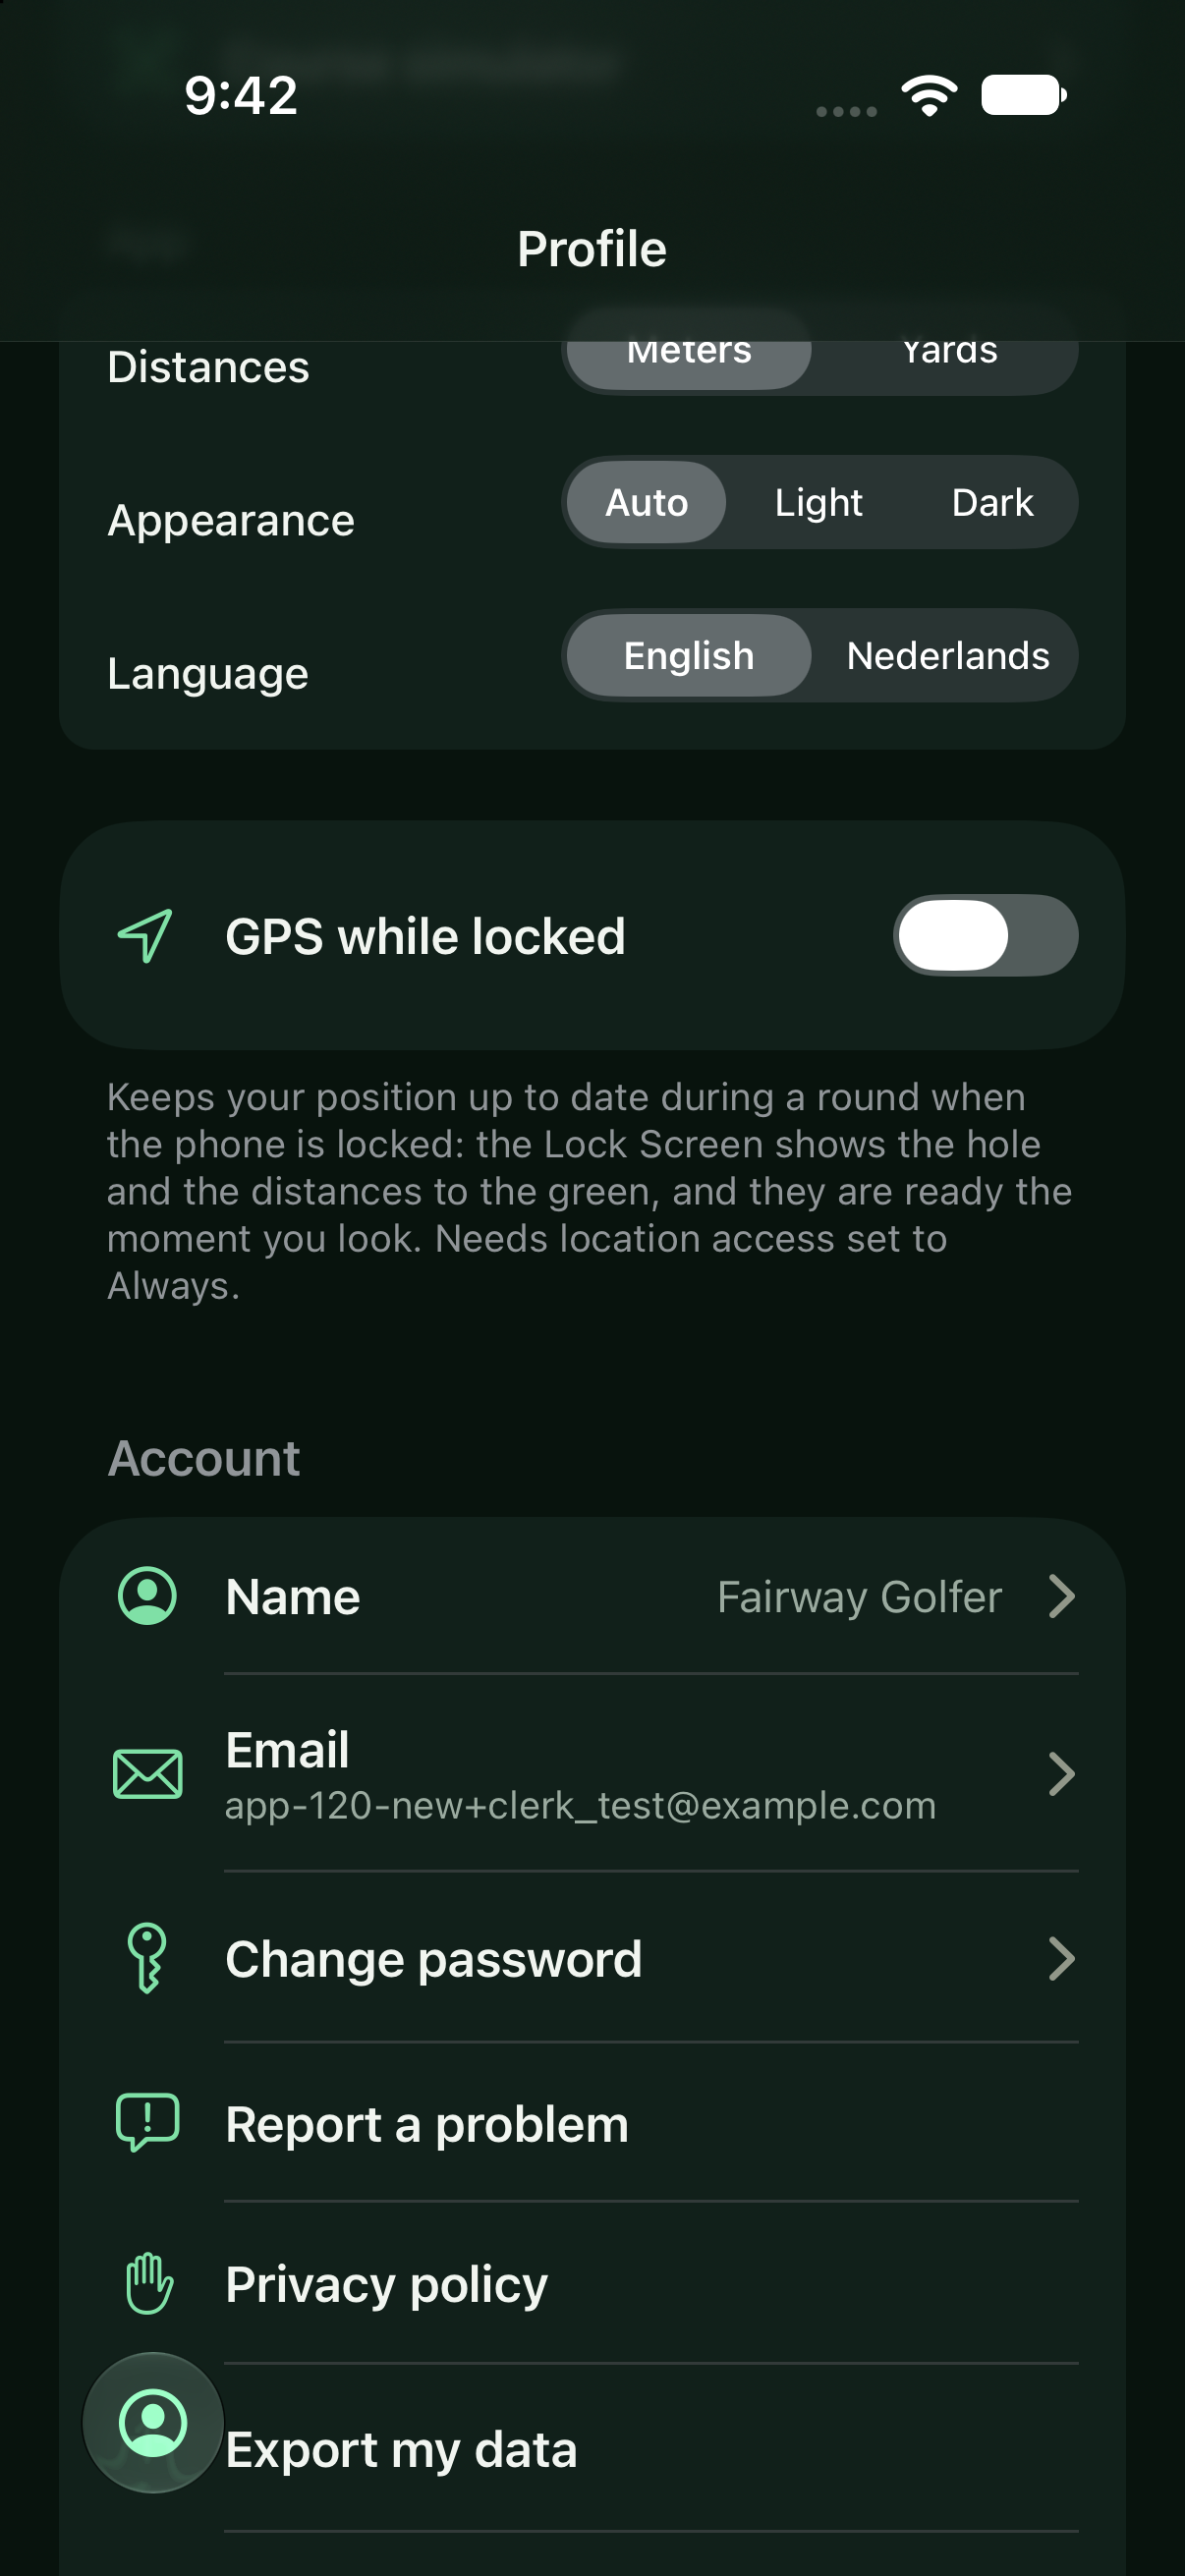 9:42
Profile
Distances
Meters
Yards
Appearance
Auto
Light
Dark
Language
English
Nederlands
GPS while locked
Keeps your position up to date during a round when
the phone is locked: the Lock Screen shows the hole
and the distances to the green, and they are ready the
moment you look. Needs location access set to
Always.
Account
Name
Fairway Golfer
Email
app-120-new+clerk_test@example.com
Change password
Report a problem
Privacy policy
Export my data